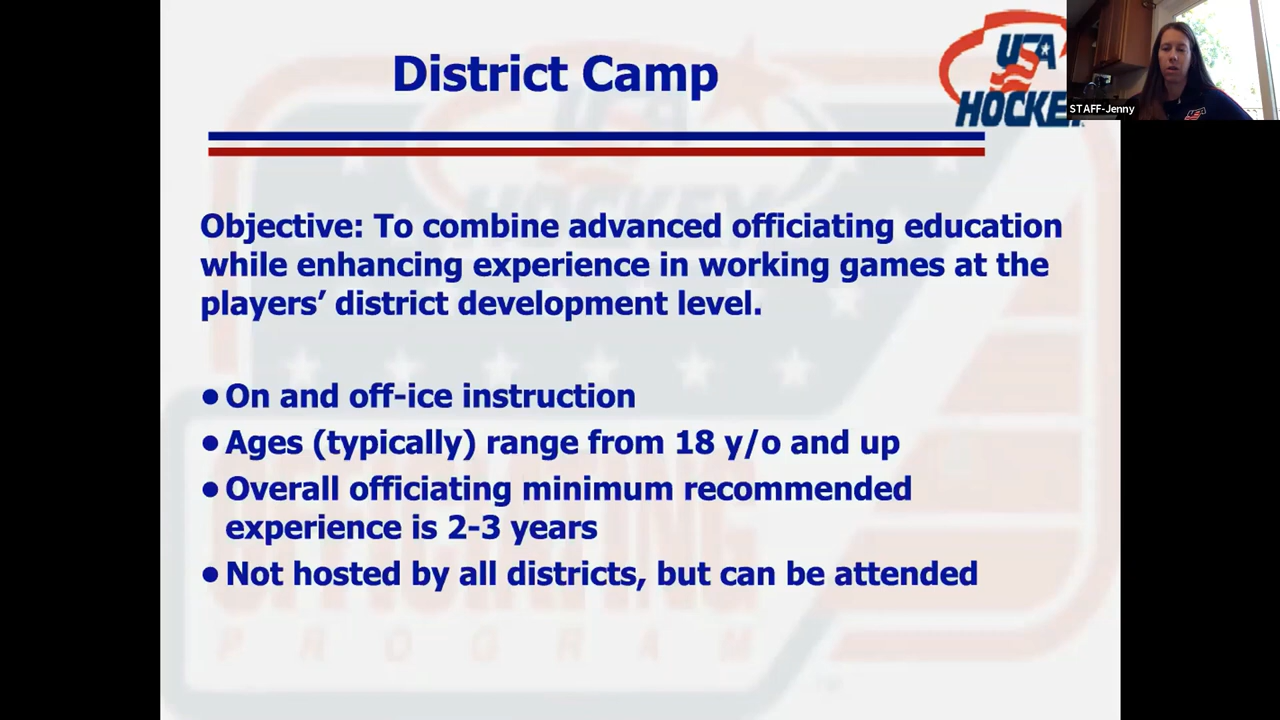 District Camp
USA
HOCKEY
STAFF-Jenny
Objective: To combine advanced officiating education
while enhancing experience in working games at the
players’ district development level.
● On and off-ice instruction
● Ages (typically) range from 18 y/o and up
● Overall officiating minimum recommended
experience is 2-3 years
● Not hosted by all districts, but can be attended
OFFICIATING
PROGRAM